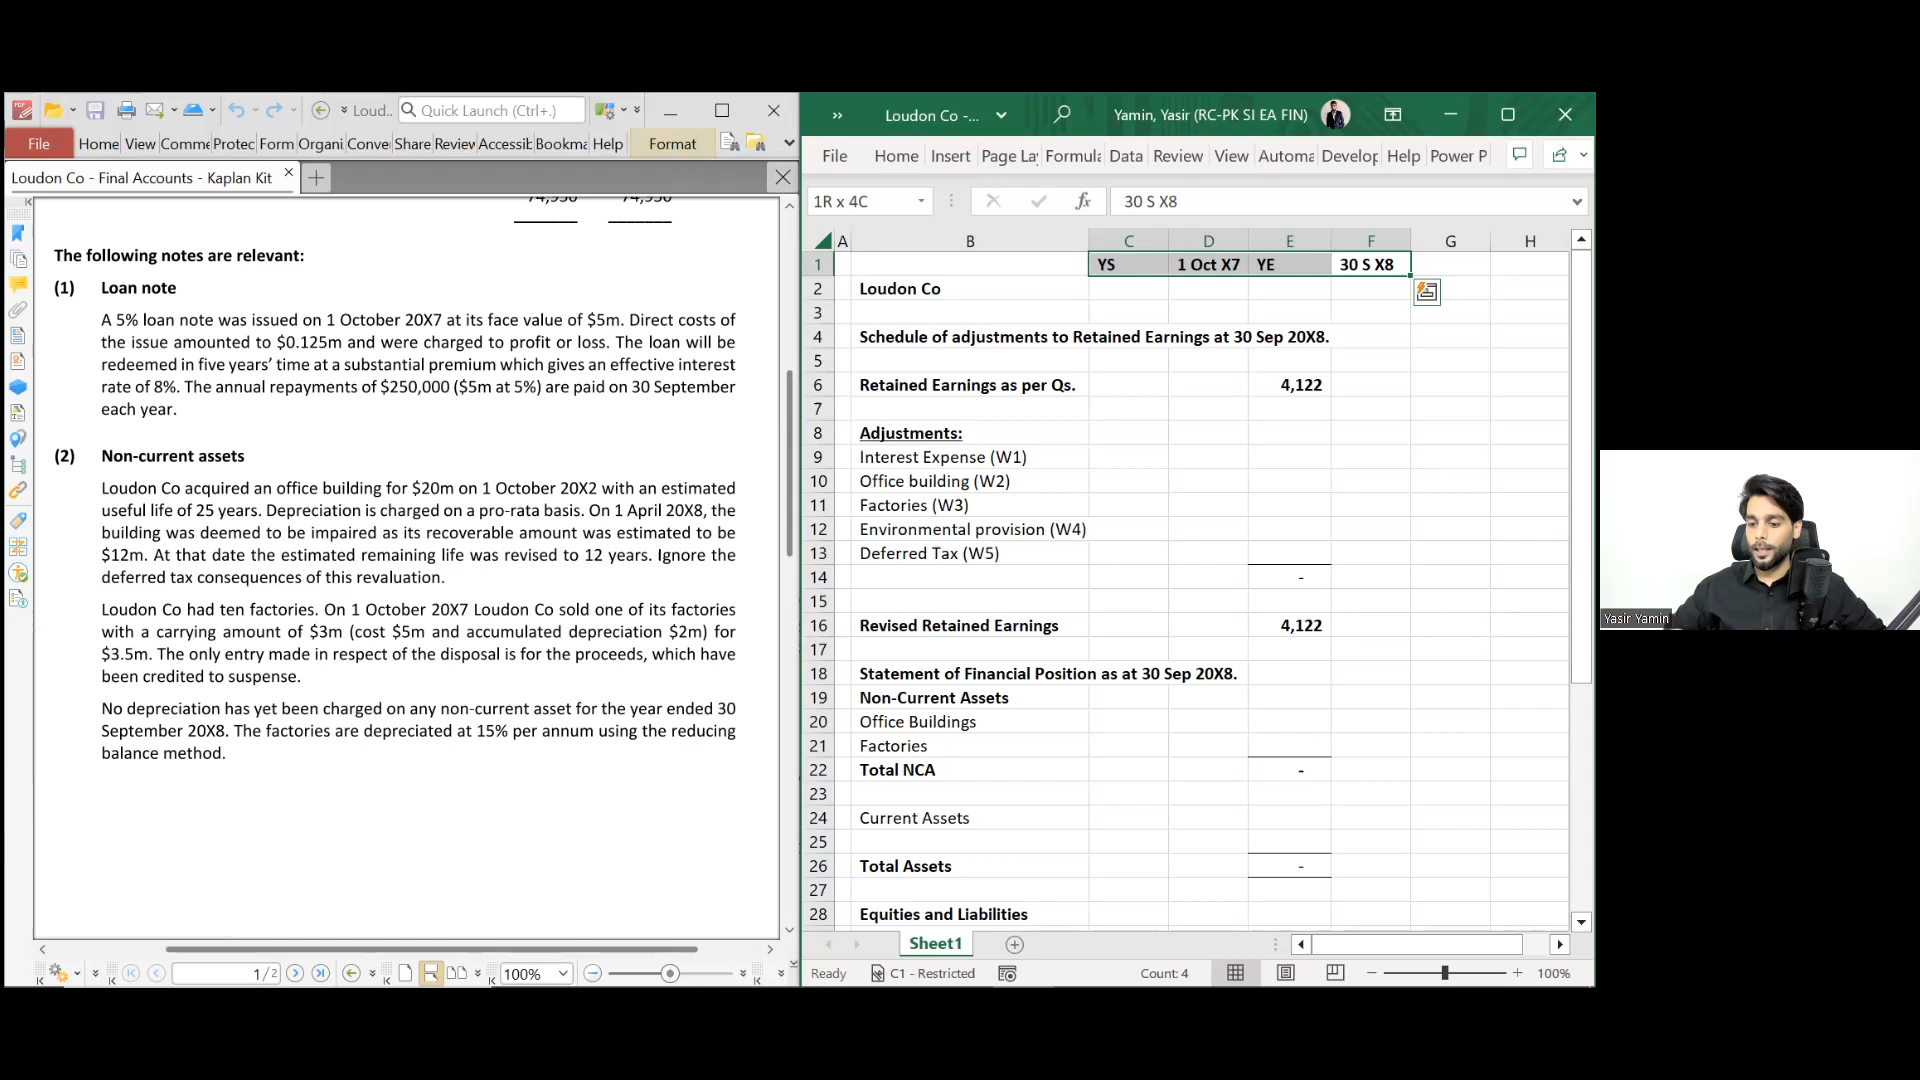 Loud..
Quick Launch (Ctrl+.)
File
Home View Comme Protec Form Organi Conve Share Review Accessib Bookma Help
Format
Loudon Co - Final Accounts - Kaplan Kit
The following notes are relevant:
(1) Loan note
A 5% loan note was issued on 1 October 20X7 at its face value of $5m. Direct costs of
the issue amounted to $0.125m and were charged to profit or loss. The loan will be
redeemed in five years’ time at a substantial premium which gives an effective interest
rate of 8%. The annual repayments of $250,000 ($5m at 5%) are paid on 30 September
each year.
(2) Non-current assets
Loudon Co acquired an office building for $20m on 1 October 20X2 with an estimated
useful life of 25 years. Depreciation is charged on a pro-rata basis. On 1 April 20X8, the
building was deemed to be impaired as its recoverable amount was estimated to be
$12m. At that date the estimated remaining life was revised to 12 years. Ignore the
deferred tax consequences of this revaluation.
Loudon Co had ten factories. On 1 October 20X7 Loudon Co sold one of its factories
with a carrying amount of $3m (cost $5m and accumulated depreciation $2m) for
$3.5m. The only entry made in respect of the disposal is for the proceeds, which have
been credited to suspense.
No depreciation has yet been charged on any non-current asset for the year ended 30
September 20X8. The factories are depreciated at 15% per annum using the reducing
balance method.
1 / 2
100%
Loudon Co -...
Yamin, Yasir (RC-PK SI EA FIN)
File Home Insert Page La Formula Data Review View Automa Develop Help Power P
1R x 4C
fx
30 S X8
A B C D E F G H
1 YS 1 Oct X7 YE 30 S X8
2 Loudon Co
3
4 Schedule of adjustments to Retained Earnings at 30 Sep 20X8.
5
6 Retained Earnings as per Qs. 4,122
7
8 Adjustments:
9 Interest Expense (W1)
10 Office building (W2)
11 Factories (W3)
12 Environmental provision (W4)
13 Deferred Tax (W5)
14 -
15
16 Revised Retained Earnings 4,122
17
18 Statement of Financial Position as at 30 Sep 20X8.
19 Non-Current Assets
20 Office Buildings
21 Factories
22 Total NCA -
23
24 Current Assets
25
26 Total Assets -
27
28 Equities and Liabilities
Sheet1
Ready
C1 - Restricted
Count: 4
100%
Yasir Yamin